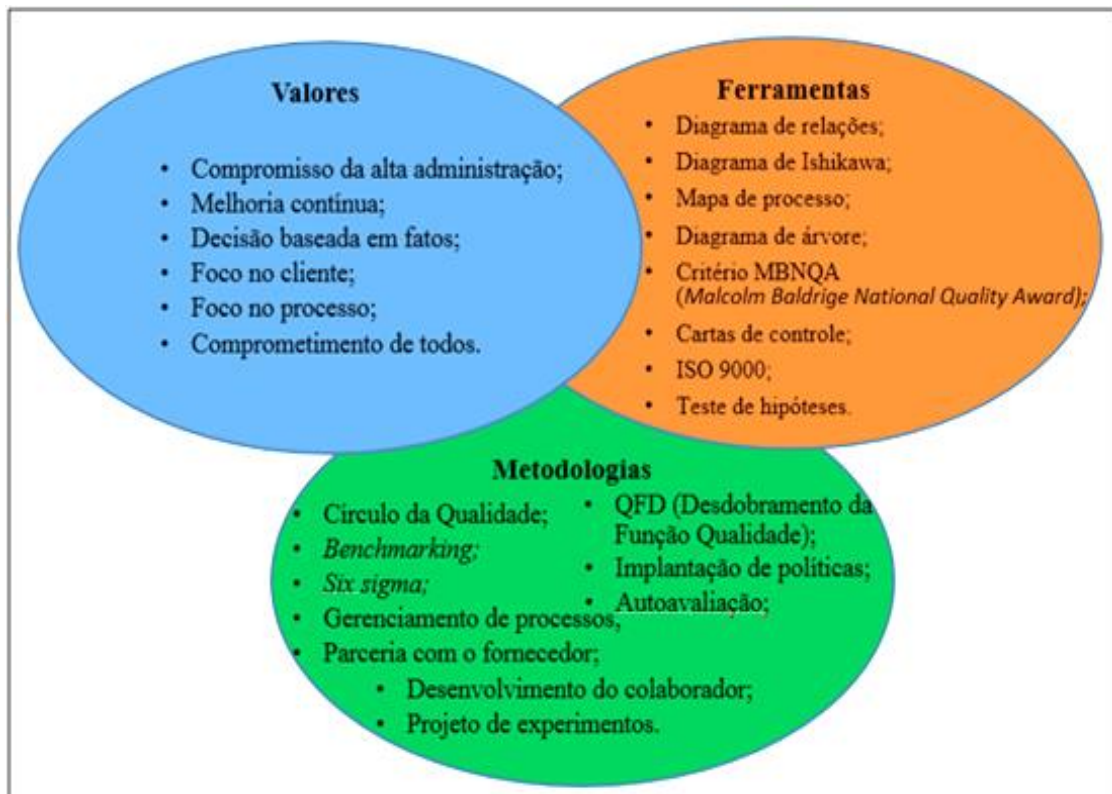 Valores
• Compromisso da alta administração;
• Melhoria contínua;
• Decisão baseada em fatos;
• Foco no cliente;
• Foco no processo;
• Comprometimento de todos.
Ferramentas
• Diagrama de relações;
• Diagrama de Ishikawa;
• Mapa de processo;
• Diagrama de árvore;
• Critério MBNQA
(Malcolm Baldrige National Quality Award);
• Cartas de controle;
• ISO 9000;
• Teste de hipóteses.
Metodologias
• Círculo da Qualidade;
• Benchmarking;
• Six sigma;
• Gerenciamento de processos;
• Parceria com o fornecedor;
• Desenvolvimento do colaborador;
• Projeto de experimentos.
• QFD (Desdobramento da
Função Qualidade);
• Implantação de políticas;
• Autoavaliação;